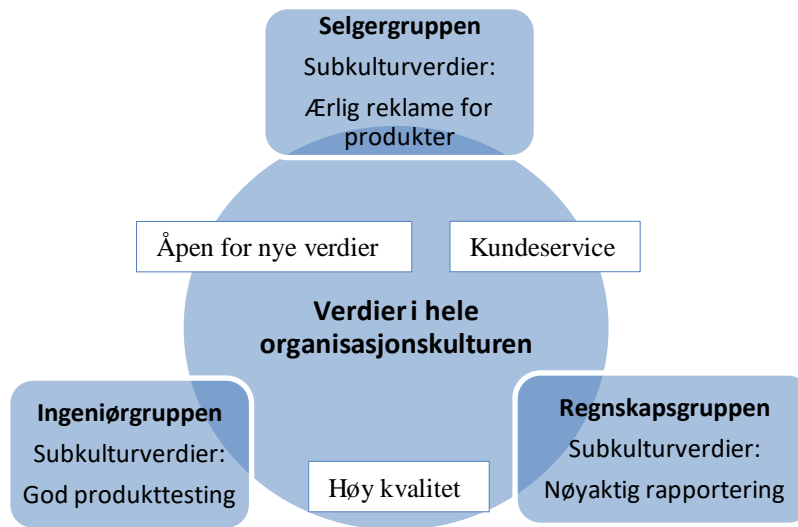 Selgergruppen
Subkulturverdier:
Ærlig reklame for
produkter
Åpen for nye verdier
Kundeservice
Verdier i hele
organisasjonskulturen
Ingeniørgruppen
Subkulturverdier:
God produkttesting
Høy kvalitet
Regnskapsgruppen
Subkulturverdier:
Nøyaktig rapportering